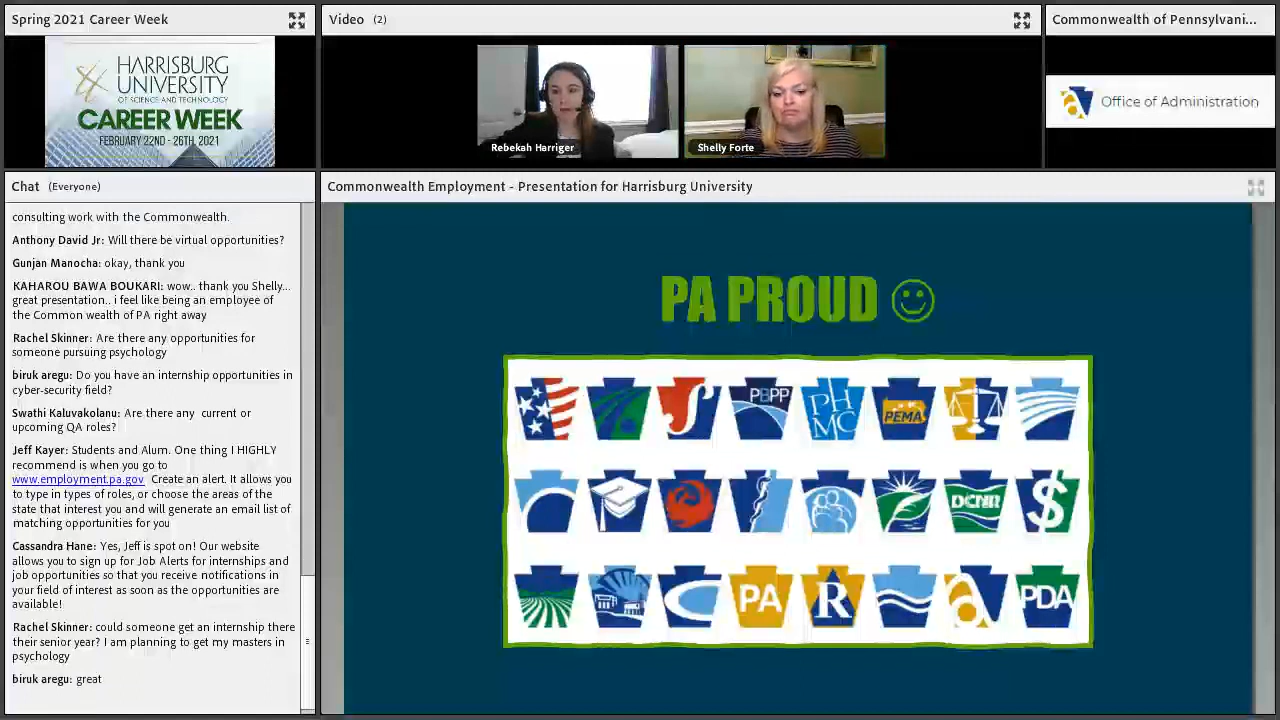 Spring 2021 Career Week
Video (2)
Commonwealth of Pennsylvani...
HARRISBURG
UNIVERSITY
OF SCIENCE AND TECHNOLOGY
CAREER WEEK
FEBRUARY 22ND - 26TH, 2021
Rebekah Harriger
Shelly Forte
a
Office of Administration
Chat (Everyone)
consulting work with the Commonwealth.
Anthony David Jr: Will there be virtual opportunities?
Gunjan Manocha: okay, thank you
KAHAROU BAWA BOUKARI: wow.. thank you Shelly...
great presentation.. i feel like being an employee of
the Common wealth of PA right away
Rachel Skinner: Are there any opportunities for
someone pursuing psychology
biruk aregu: Do you have an internship opportunities in
cyber-security field?
Swathi Kaluvakolanu: Are there any current or
upcoming QA roles?
Jeff Kayer: Students and Alum. One thing I HIGHLY
recommend is when you go to
www.employment.pa.gov Create an alert. It allows you
to type in types of roles, or choose the areas of the
state that interest you and will generate an email list of
matching opportunities for you
Cassandra Hane: Yes, Jeff is spot on! Our website
allows you to sign up for Job Alerts for internships and
job opportunities so that you receive notifications in
your field of interest as soon as the opportunities are
available!
Rachel Skinner: could someone get an internship there
their senior year? I am planning to get my masters in
psychology
biruk aregu: great
Commonwealth Employment - Presentation for Harrisburg University
PA PROUD
PBPP
PH
MC
PEMA
DCNR
$
PA
R
a
PDA